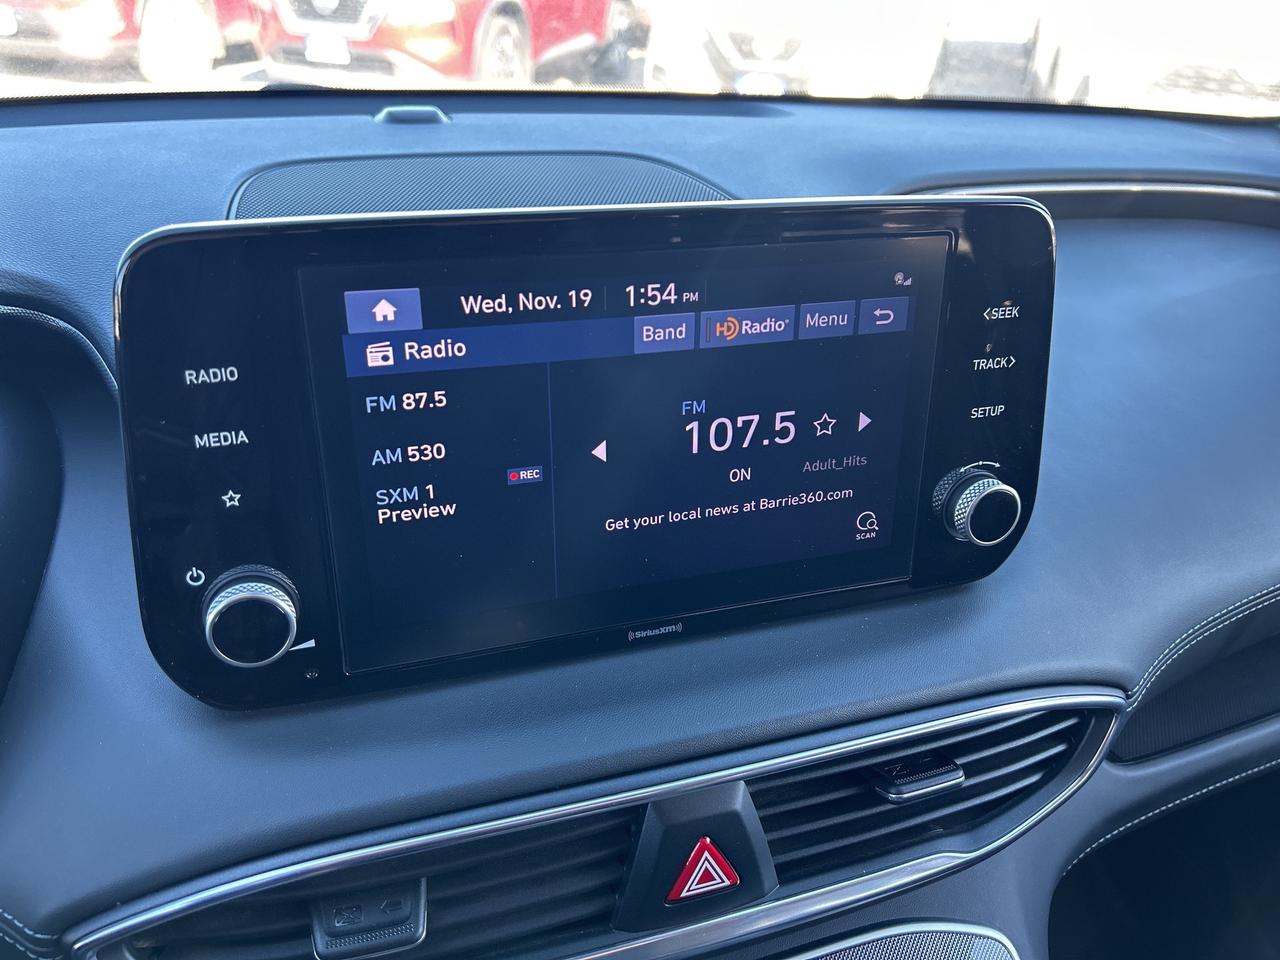 Wed, Nov. 19 1:54 PM
Radio Band HD Radio Menu
FM 87.5
AM 530
SXM 1
Preview
REC
FM
107.5
ON Adult_Hits
Get your local news at Barrie360.com
SCAN
RADIO
MEDIA
<SEEK
TRACK>
SETUP
((SiriusXM))